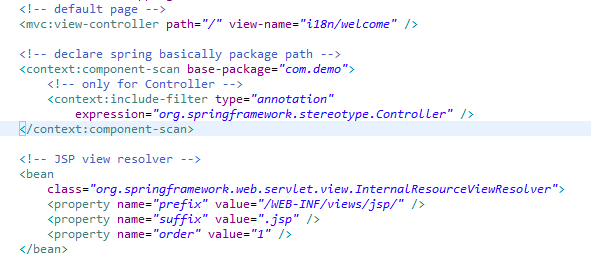 <!-- default page -->
<mvc:view-controller path="/" view-name="i18n/welcome" />
<!-- declare spring basically package path -->
<context:component-scan base-package="com.demo">
<!-- only for Controller -->
<context:include-filter type="annotation"
expression="org.springframework.stereotype.Controller" />
</context:component-scan>
<!-- JSP view resolver -->
<bean
class="org.springframework.web.servlet.view.InternalResourceViewResolver">
<property name="prefix" value="/WEB-INF/views/jsp/" />
<property name="suffix" value=".jsp" />
<property name="order" value="1" />
</bean>